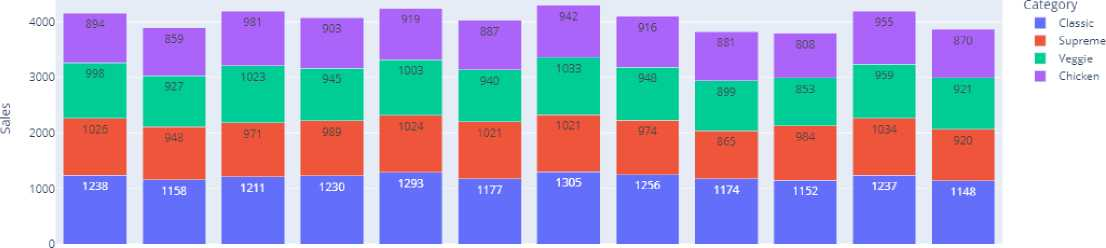 Category
Classic
Supreme
Veggie
Chicken
Sales
4000
3000
2000
1000
0
894 859 981 903 919 887 942 916 881 808 955 870
998 927 1023 945 1003 940 1033 948 899 853 959 921
1026 948 971 989 1024 1021 1021 974 865 984 1034 920
1238 1158 1211 1230 1293 1177 1305 1256 1174 1152 1237 1148